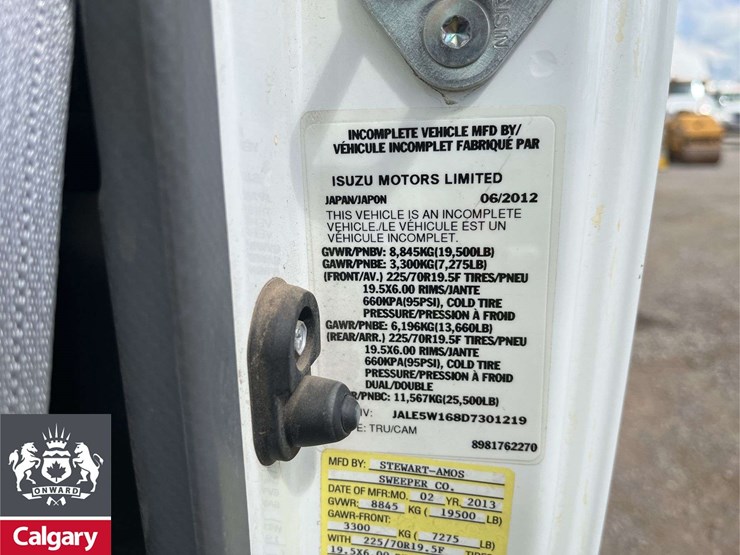 INCOMPLETE VEHICLE MFD BY/
VÉHICULE INCOMPLET FABRIQUÉ PAR
ISUZU MOTORS LIMITED
JAPAN/JAPON 06/2012
THIS VEHICLE IS AN INCOMPLETE
VEHICLE./LE VÉHICULE EST UN
VÉHICULE INCOMPLET.
GVWR/PNBV: 8,845KG(19,500LB)
GAWR/PNBE: 3,300KG(7,275LB)
(FRONT/AV.) 225/70R19.5F TIRES/PNEU
19.5X6.00 RIMS/JANTE
660KPA(95PSI), COLD TIRE
PRESSURE/PRESSION À FROID
GAWR/PNBE: 6,196KG(13,660LB)
(REAR/ARR.) 225/70R19.5F TIRES/PNEU
19.5X6.00 RIMS/JANTE
660KPA(95PSI), COLD TIRE
PRESSURE/PRESSION À FROID
DUAL/DOUBLE
/PNBC: 11,567KG(25,500LB)
IV: JALE5W168D7301219
E: TRU/CAM
8981762270
MFD BY: STEWART-AMOS
SWEEPER CO.
DATE OF MFR:MO. 02 YR. 2013
GVWR: 8845 KG ( 19500 LB)
GAWR-FRONT:
3300 KG ( 7275 LB)
WITH 225/70R19.5F TIRES
19.5X6.00
ONWARD
Calgary